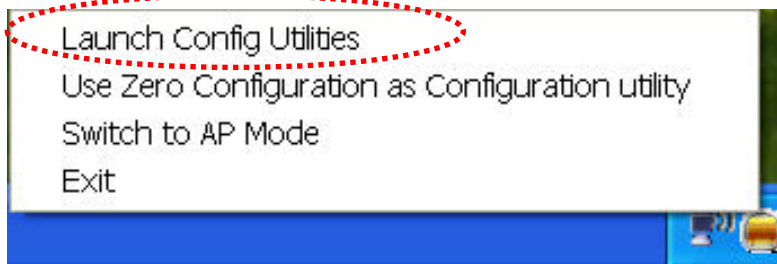 Launch Config Utilities
Use Zero Configuration as Configuration utility
Switch to AP Mode
Exit